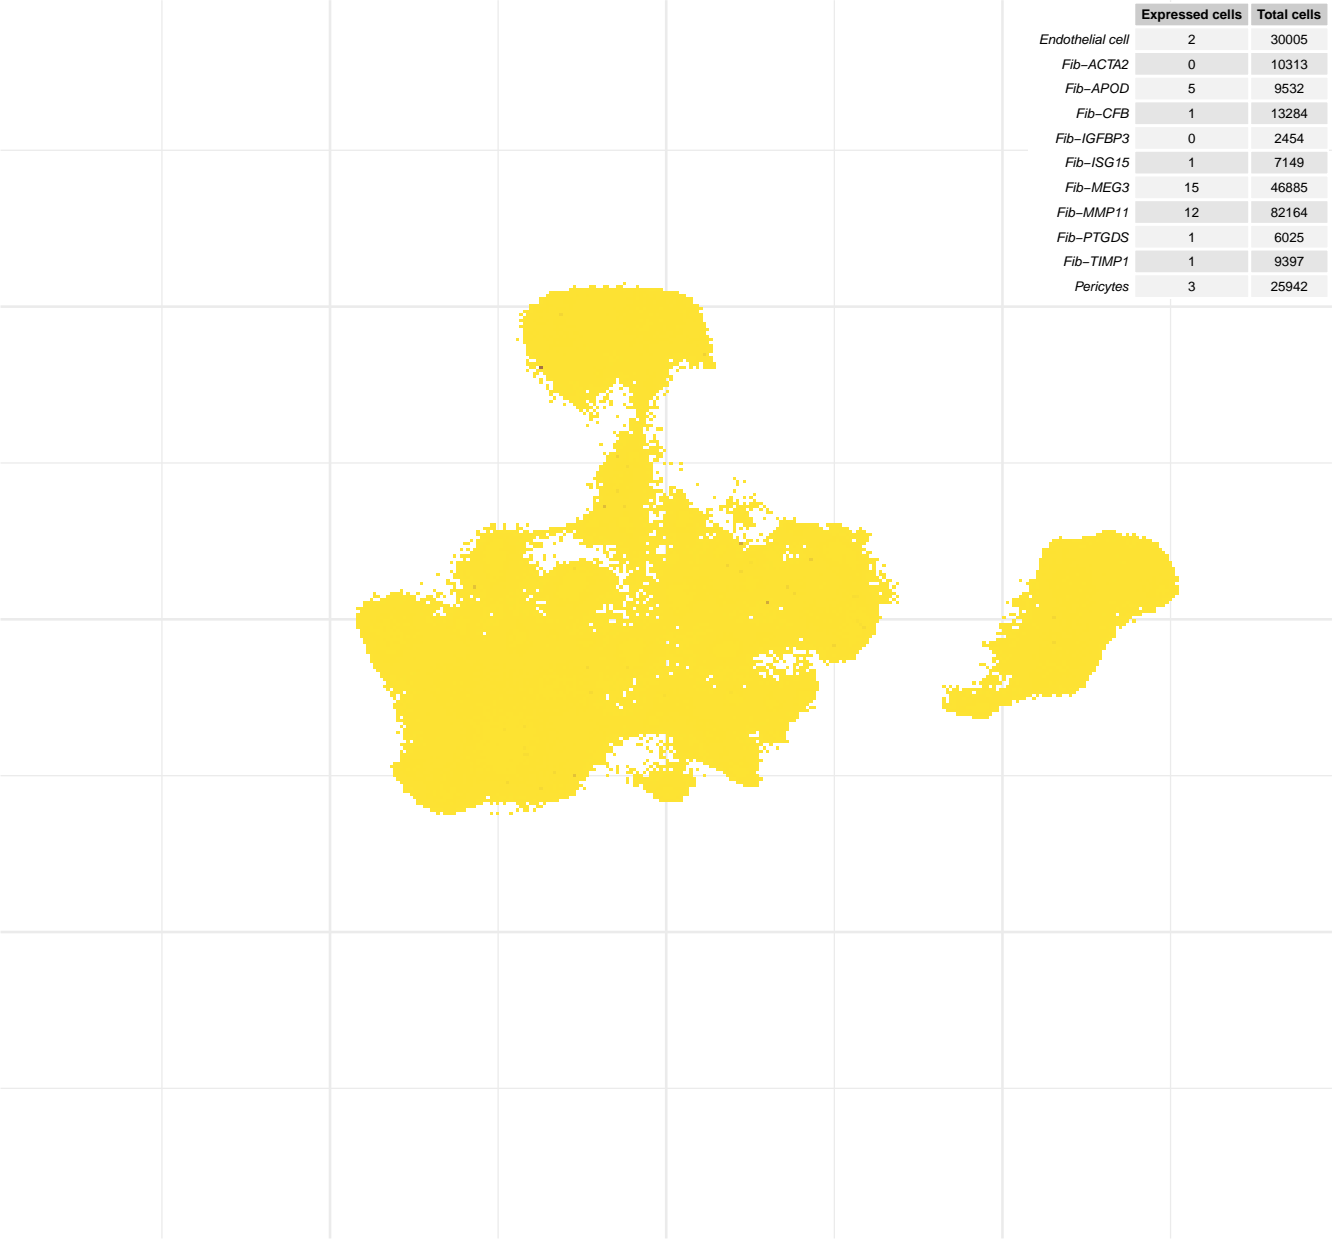 Expressed cells Total cells
Endothelial cell 2 30005
Fib−ACTA2 0 10313
Fib−APOD 5 9532
Fib−CFB 1 13284
Fib−IGFBP3 0 2454
Fib−ISG15 1 7149
Fib−MEG3 15 46885
Fib−MMP11 12 82164
Fib−PTGDS 1 6025
Fib−TIMP1 1 9397
Pericytes 3 25942